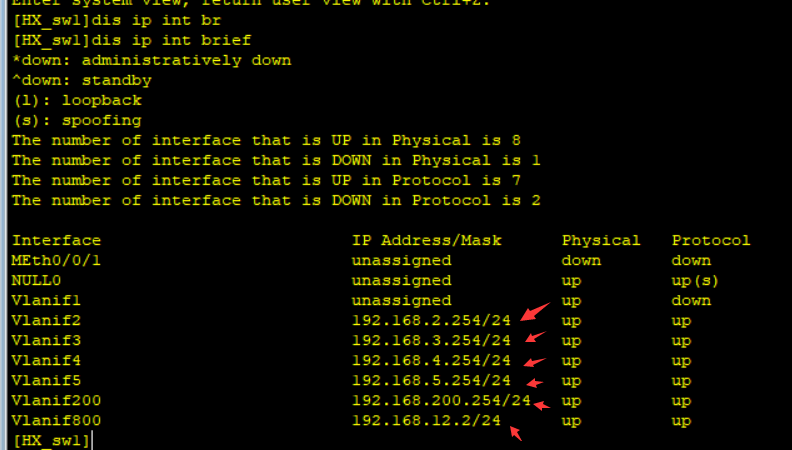 Enter system view, return user view with Ctrl+Z.
[HX_sw1]dis ip int br
[HX_sw1]dis ip int brief
*down: administratively down
^down: standby
(l): loopback
(s): spoofing
The number of interface that is UP in Physical is 8
The number of interface that is DOWN in Physical is 1
The number of interface that is UP in Protocol is 7
The number of interface that is DOWN in Protocol is 2
Interface IP Address/Mask Physical Protocol
MEth0/0/1 unassigned down down
NULL0 unassigned up up(s)
Vlanif1 unassigned up down
Vlanif2 192.168.2.254/24 up up
Vlanif3 192.168.3.254/24 up up
Vlanif4 192.168.4.254/24 up up
Vlanif5 192.168.5.254/24 up up
Vlanif200 192.168.200.254/24 up up
Vlanif800 192.168.12.2/24 up up
[HX_sw1]